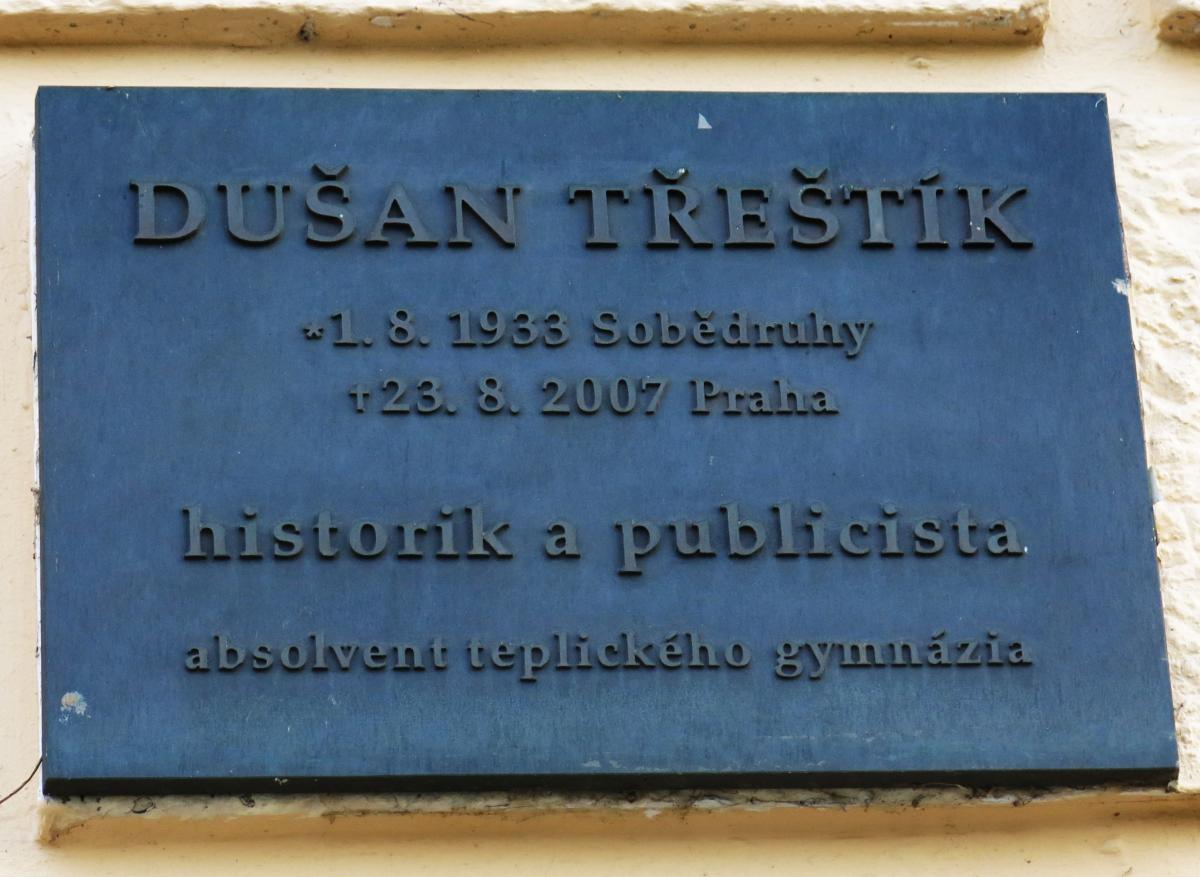 DUŠAN TŘEŠTÍK
*1. 8. 1933 Sobědruhy
†23. 8. 2007 Praha
historik a publicista
absolvent teplického gymnázia